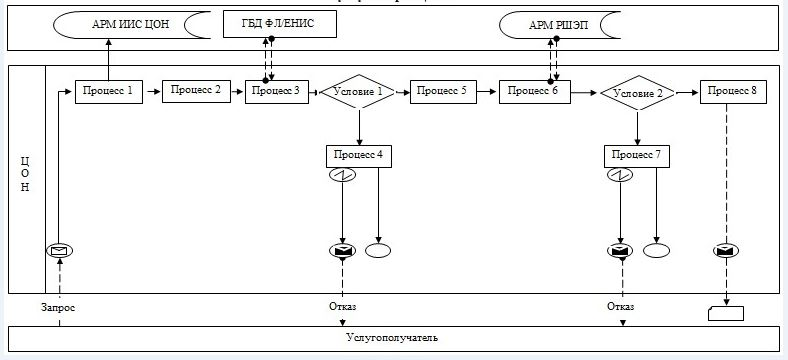 АРМ ИИС ЦОН
ГБД ФЛ/ЕНИС
АРМ РШЭП
Процесс 1
Процесс 2
Процесс 3
Условие 1
Процесс 5
Процесс 6
Условие 2
Процесс 8
Процесс 4
Процесс 7
Ц
О
Н
Запрос
Отказ
Отказ
Услугополучатель